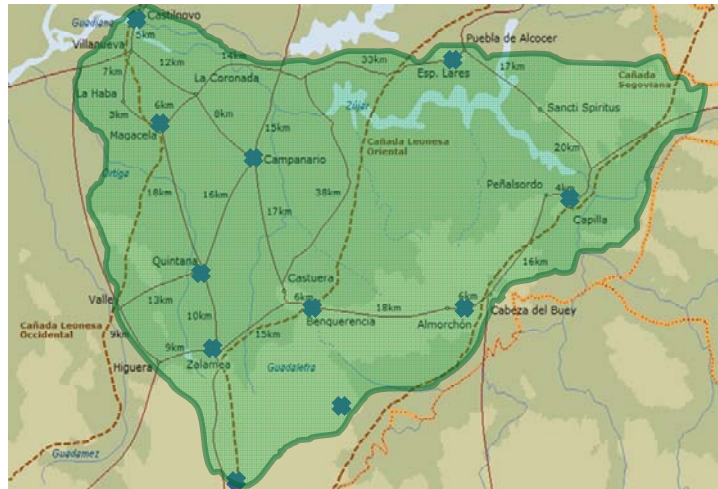 Castilnovo
Guadiana
5km
Villanueva
Puebla de Alcocer
14km
33km
12km
17km
Esp. Lares
7km
La Coronada
Cañada
Segoviana
La Haba
6km
Zújar
Sancti Spiritus
3km
8km
Magacela
15km
Cañada Leonesa
Oriental
20km
Campanario
Ortiga
18km
16km
38km
Peñalsordo
4km
17km
Capilla
Quintana
16km
Castuera
Valle
13km
6km
18km
6km
Cabeza del Buey
10km
Benquerencia
Almorchón
Cañada Leonesa
Occidental
9km
15km
9km
Higuera
Zalamea
Guadalefra
Guadamez